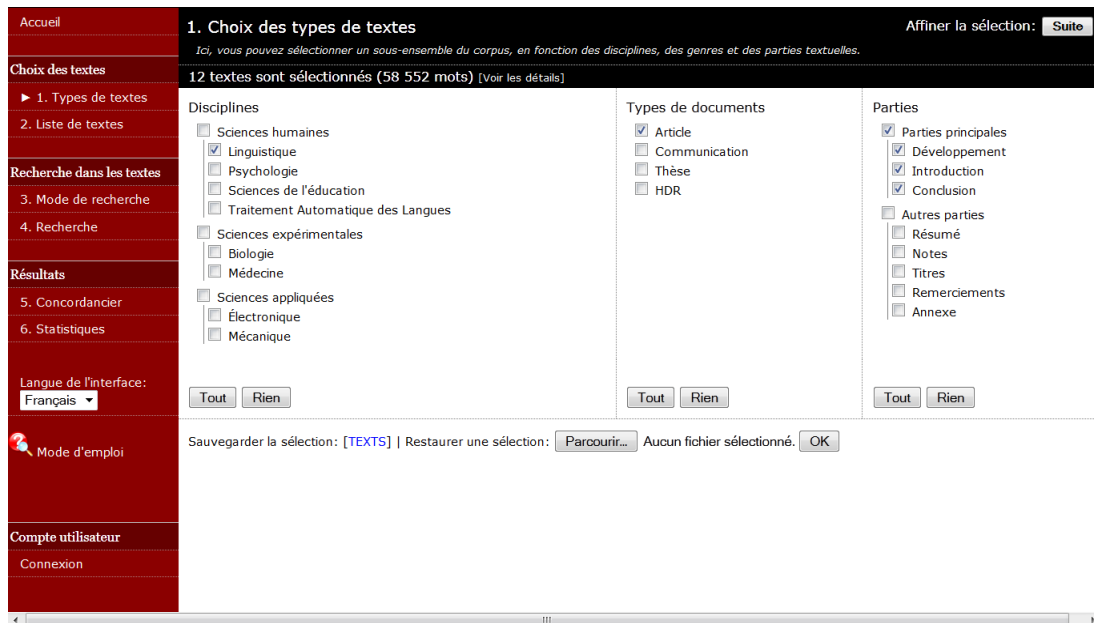 Accueil
Choix des textes
► 1. Types de textes
2. Liste de textes
Recherche dans les textes
3. Mode de recherche
4. Recherche
Résultats
5. Concordancier
6. Statistiques
Langue de l'interface:
Français
Mode d'emploi
Compte utilisateur
Connexion
1. Choix des types de textes
Affiner la sélection: Suite
Ici, vous pouvez sélectionner un sous-ensemble du corpus, en fonction des disciplines, des genres et des parties textuelles.
12 textes sont sélectionnés (58 552 mots) [Voir les détails]
Disciplines
Sciences humaines
Linguistique
Psychologie
Sciences de l'éducation
Traitement Automatique des Langues
Sciences expérimentales
Biologie
Médecine
Sciences appliquées
Électronique
Mécanique
Tout Rien
Types de documents
Article
Communication
Thèse
HDR
Tout Rien
Parties
Parties principales
Développement
Introduction
Conclusion
Autres parties
Résumé
Notes
Titres
Remerciements
Annexe
Tout Rien
Sauvegarder la sélection: [TEXTS] | Restaurer une sélection: Parcourir... Aucun fichier sélectionné. OK